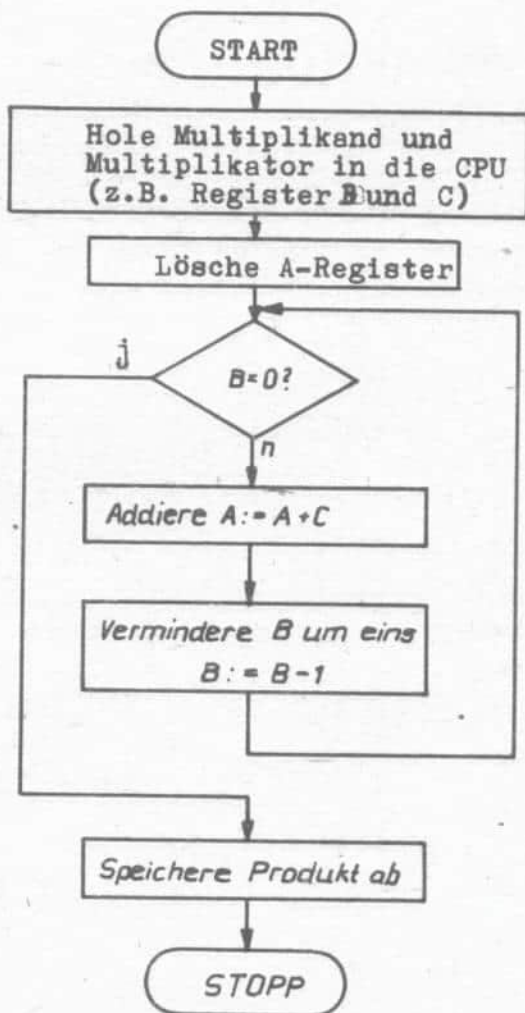 START
Hole Multiplikand und
Multiplikator in die CPU
(z.B. Register B und C)
Lösche A-Register
B=0?
j
n
Addiere A:=A+C
Vermindere B um eins
B:=B-1
Speichere Produkt ab
STOPP